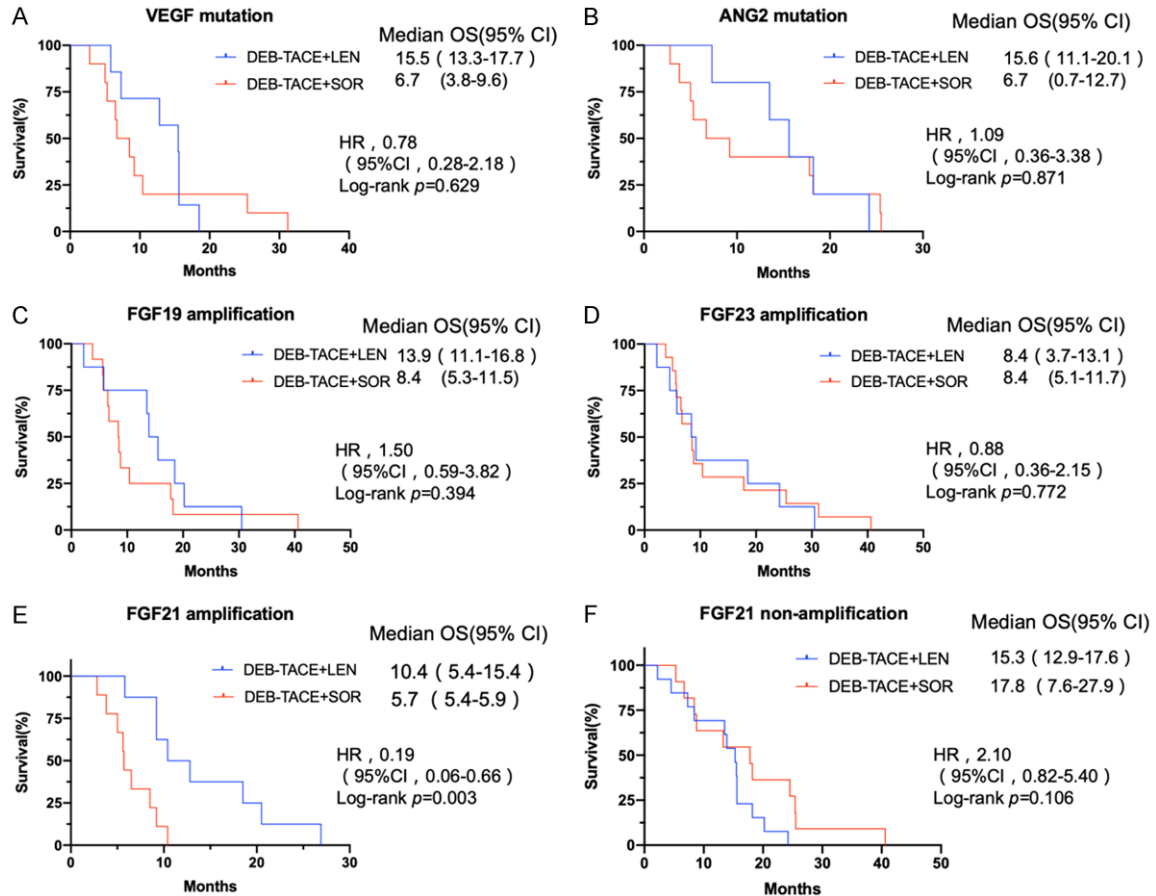 A
VEGF mutation
Median OS(95% CI)
DEB-TACE+LEN 15.5 ( 13.3-17.7)
DEB-TACE+SOR 6.7 (3.8-9.6)
HR , 0.78
( 95%CI , 0.28-2.18 )
Log-rank p=0.629
Survival(%)
100
75
50
25
0
0 10 20 30 40
Months
B
ANG2 mutation
Median OS(95% CI)
DEB-TACE+LEN 15.6 ( 11.1-20.1)
DEB-TACE+SOR 6.7 (0.7-12.7)
HR , 1.09
( 95%CI , 0.36-3.38 )
Log-rank p=0.871
Survival(%)
100
75
50
25
0
0 10 20 30
Months
C
FGF19 amplification
Median OS(95% CI)
DEB-TACE+LEN 13.9 ( 11.1-16.8 )
DEB-TACE+SOR 8.4 (5.3-11.5)
HR , 1.50
( 95%CI , 0.59-3.82 )
Log-rank p=0.394
Survival(%)
100
75
50
25
0
0 10 20 30 40 50
Months
D
FGF23 amplification
Median OS(95% CI)
DEB-TACE+LEN 8.4 ( 3.7-13.1 )
DEB-TACE+SOR 8.4 (5.1-11.7)
HR , 0.88
( 95%CI , 0.36-2.15 )
Log-rank p=0.772
Survival(%)
100
75
50
25
0
0 10 20 30 40 50
Months
E
FGF21 amplification
Median OS(95% CI)
DEB-TACE+LEN 10.4 ( 5.4-15.4 )
DEB-TACE+SOR 5.7 ( 5.4-5.9 )
HR , 0.19
( 95%CI , 0.06-0.66 )
Log-rank p=0.003
Survival(%)
100
75
50
25
0
0 10 20 30
Months
F
FGF21 non-amplification
Median OS(95% CI)
DEB-TACE+LEN 15.3 ( 12.9-17.6 )
DEB-TACE+SOR 17.8 ( 7.6-27.9 )
HR , 2.10
( 95%CI , 0.82-5.40 )
Log-rank p=0.106
Survival(%)
100
75
50
25
0
0 10 20 30 40 50
Months